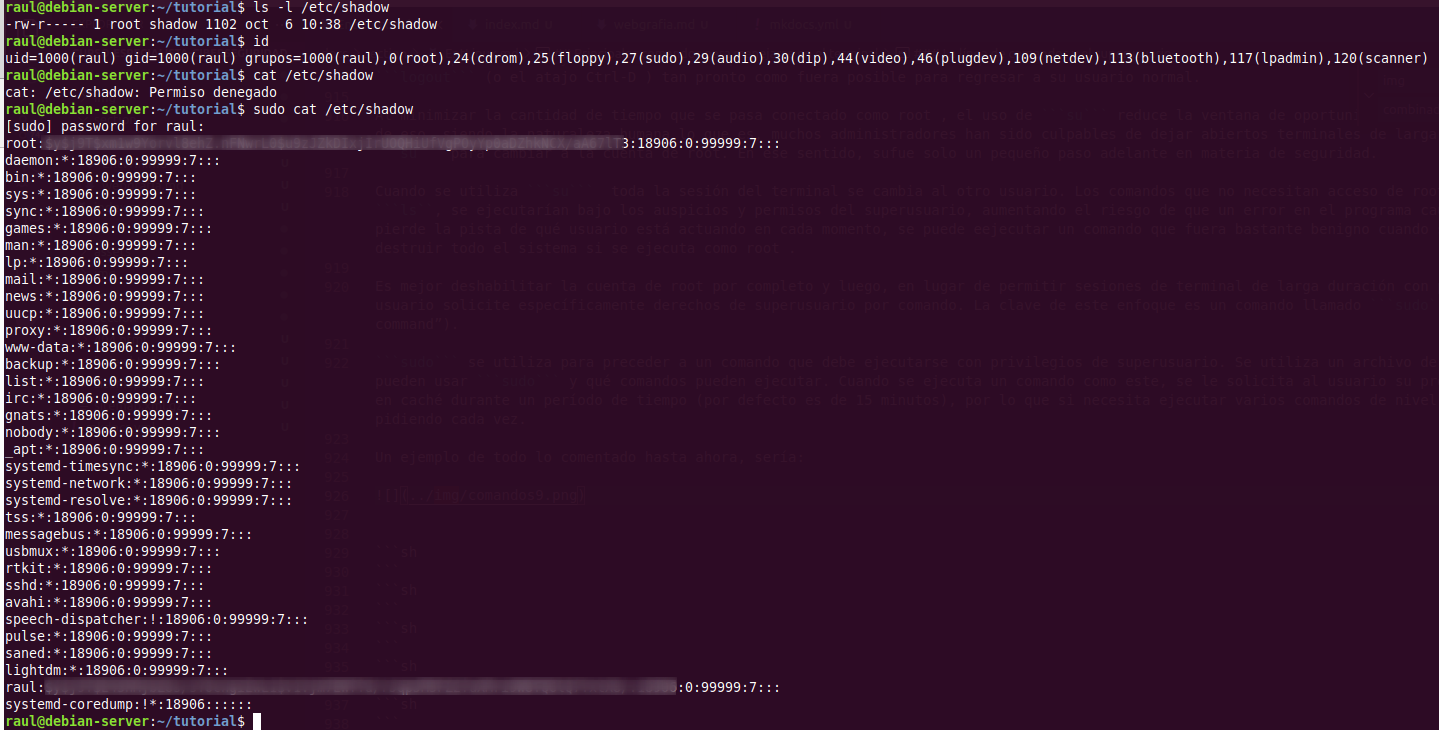 raul@debian-server:~/tutorial$ ls -l /etc/shadow
-rw-r----- 1 root shadow 1102 oct  6 10:38 /etc/shadow
raul@debian-server:~/tutorial$ id
uid=1000(raul) gid=1000(raul) grupos=1000(raul),0(root),24(cdrom),25(floppy),27(sudo),29(audio),30(dip),44(video),46(plugdev),109(netdev),113(bluetooth),117(lpadmin),120(scanner)
raul@debian-server:~/tutorial$ cat /etc/shadow
cat: /etc/shadow: Permiso denegado
raul@debian-server:~/tutorial$ sudo cat /etc/shadow
[sudo] password for raul:
root: :18906:0:99999:7:::
daemon:*:18906:0:99999:7:::
bin:*:18906:0:99999:7:::
sys:*:18906:0:99999:7:::
sync:*:18906:0:99999:7:::
games:*:18906:0:99999:7:::
man:*:18906:0:99999:7:::
lp:*:18906:0:99999:7:::
mail:*:18906:0:99999:7:::
news:*:18906:0:99999:7:::
uucp:*:18906:0:99999:7:::
proxy:*:18906:0:99999:7:::
www-data:*:18906:0:99999:7:::
backup:*:18906:0:99999:7:::
list:*:18906:0:99999:7:::
irc:*:18906:0:99999:7:::
gnats:*:18906:0:99999:7:::
nobody:*:18906:0:99999:7:::
_apt:*:18906:0:99999:7:::
systemd-timesync:*:18906:0:99999:7:::
systemd-network:*:18906:0:99999:7:::
systemd-resolve:*:18906:0:99999:7:::
tss:*:18906:0:99999:7:::
messagebus:*:18906:0:99999:7:::
usbmux:*:18906:0:99999:7:::
rtkit:*:18906:0:99999:7:::
sshd:*:18906:0:99999:7:::
avahi:*:18906:0:99999:7:::
speech-dispatcher:!:18906:0:99999:7:::
pulse:*:18906:0:99999:7:::
saned:*:18906:0:99999:7:::
lightdm:*:18906:0:99999:7:::
raul: :0:99999:7:::
systemd-coredump:!*:18906::::::
raul@debian-server:~/tutorial$